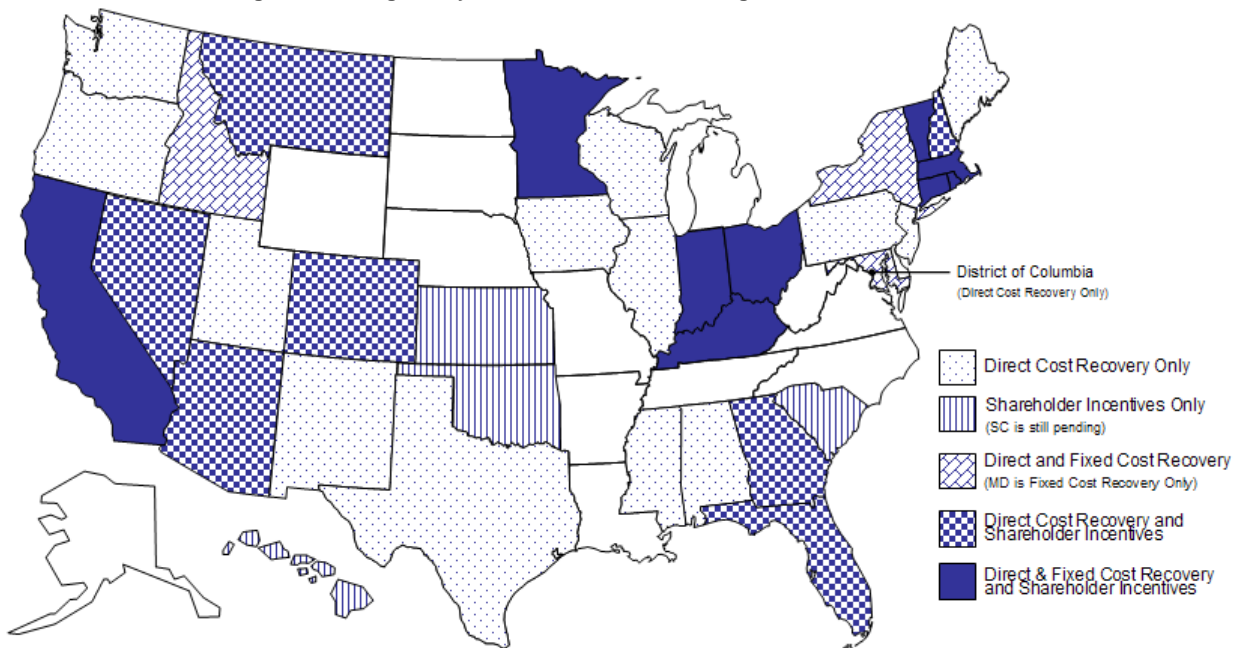 District of Columbia
(Direct Cost Recovery Only)
Direct Cost Recovery Only
Shareholder Incentives Only
(SC is still pending)
Direct and Fixed Cost Recovery
(MD is Fixed Cost Recovery Only)
Direct Cost Recovery and
Shareholder Incentives
Direct & Fixed Cost Recovery
and Shareholder Incentives